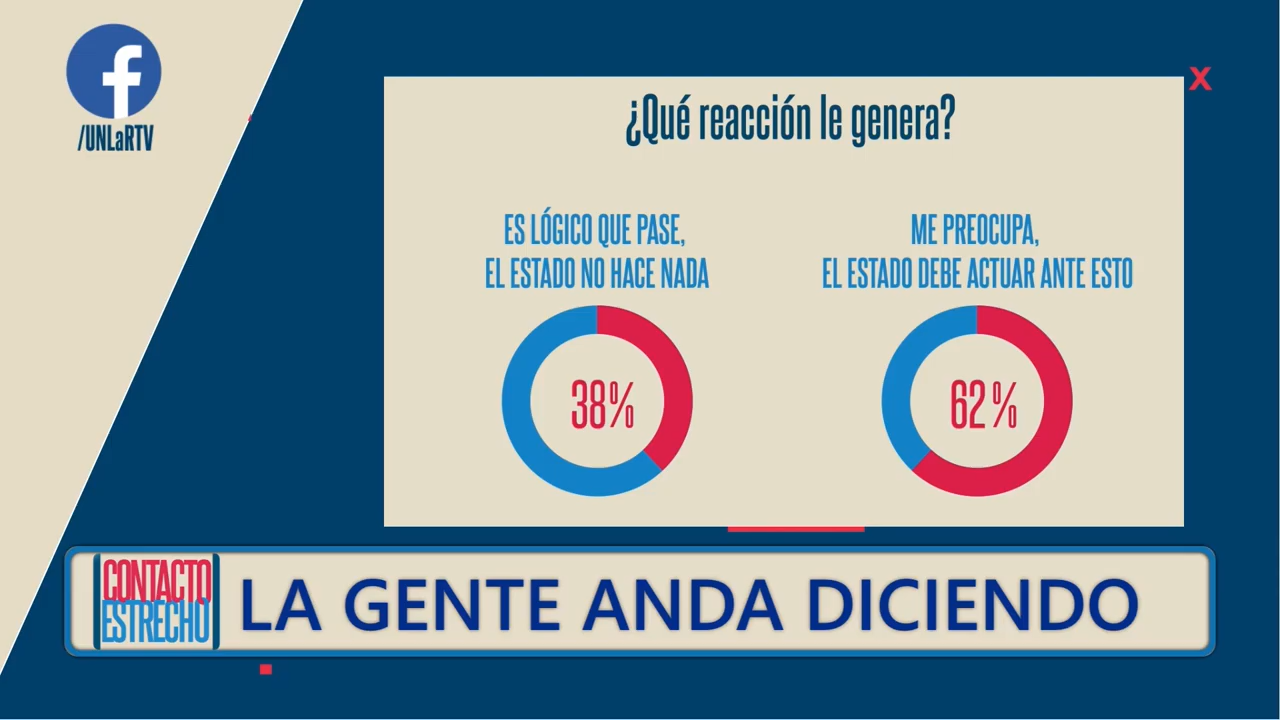 /UNLaRTV
X
¿Qué reacción le genera?
ES LÓGICO QUE PASE,
EL ESTADO NO HACE NADA
38%
ME PREOCUPA,
EL ESTADO DEBE ACTUAR ANTE ESTO
62%
CONTACTO
ESTRECHO
LA GENTE ANDA DICIENDO